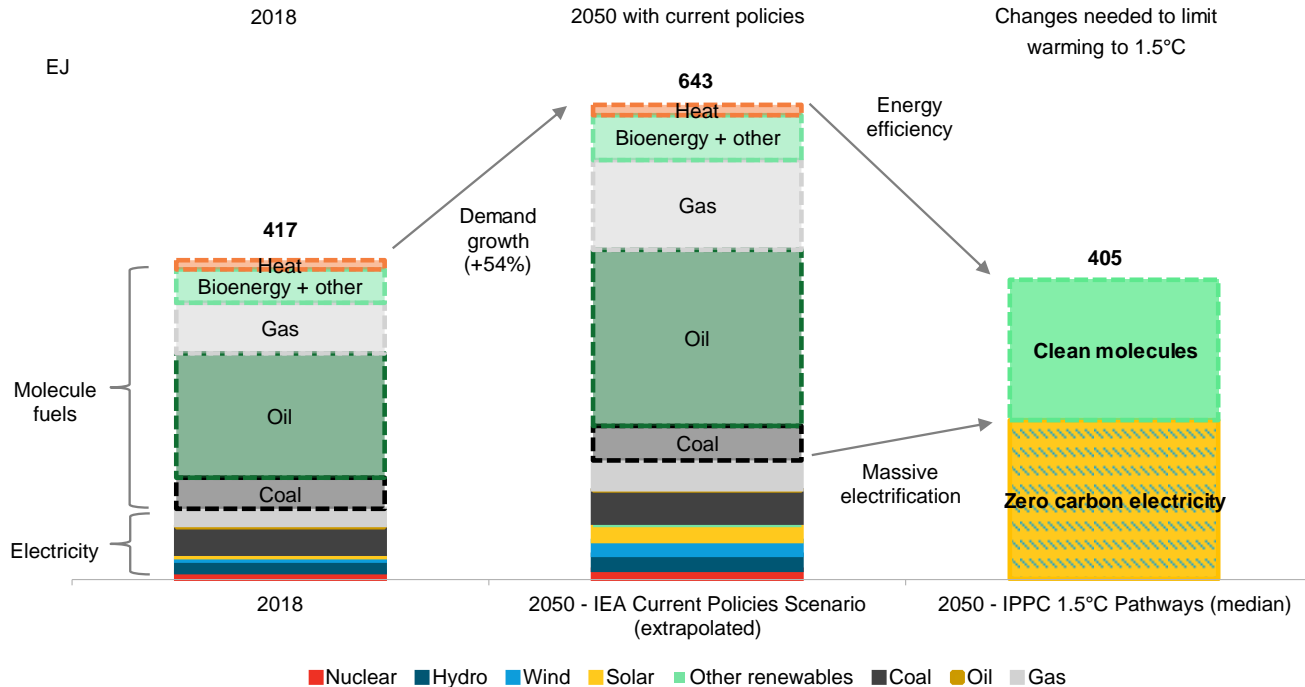 2018
2050 with current policies
Changes needed to limit
warming to 1.5°C
EJ
643
Heat
Bioenergy + other
Gas
Oil
Coal
Energy
efficiency
417
Heat
Bioenergy + other
Gas
Oil
Coal
Demand
growth
(+54%)
405
Clean molecules
Zero carbon electricity
Molecule
fuels
Electricity
Massive
electrification
2018
2050 - IEA Current Policies Scenario
(extrapolated)
2050 - IPPC 1.5°C Pathways (median)
Nuclear
Hydro
Wind
Solar
Other renewables
Coal
Oil
Gas